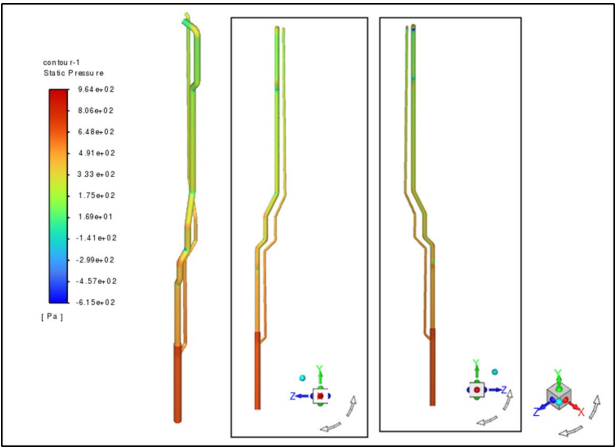 contour-1
Static Pressure
9.64e+02
8.06e+02
6.48e+02
4.91e+02
3.33e+02
1.75e+02
1.69e+01
-1.41e+02
-2.99e+02
-4.57e+02
-6.15e+02
[ Pa ]
Y
Z
Y
Z
Y
Z
X